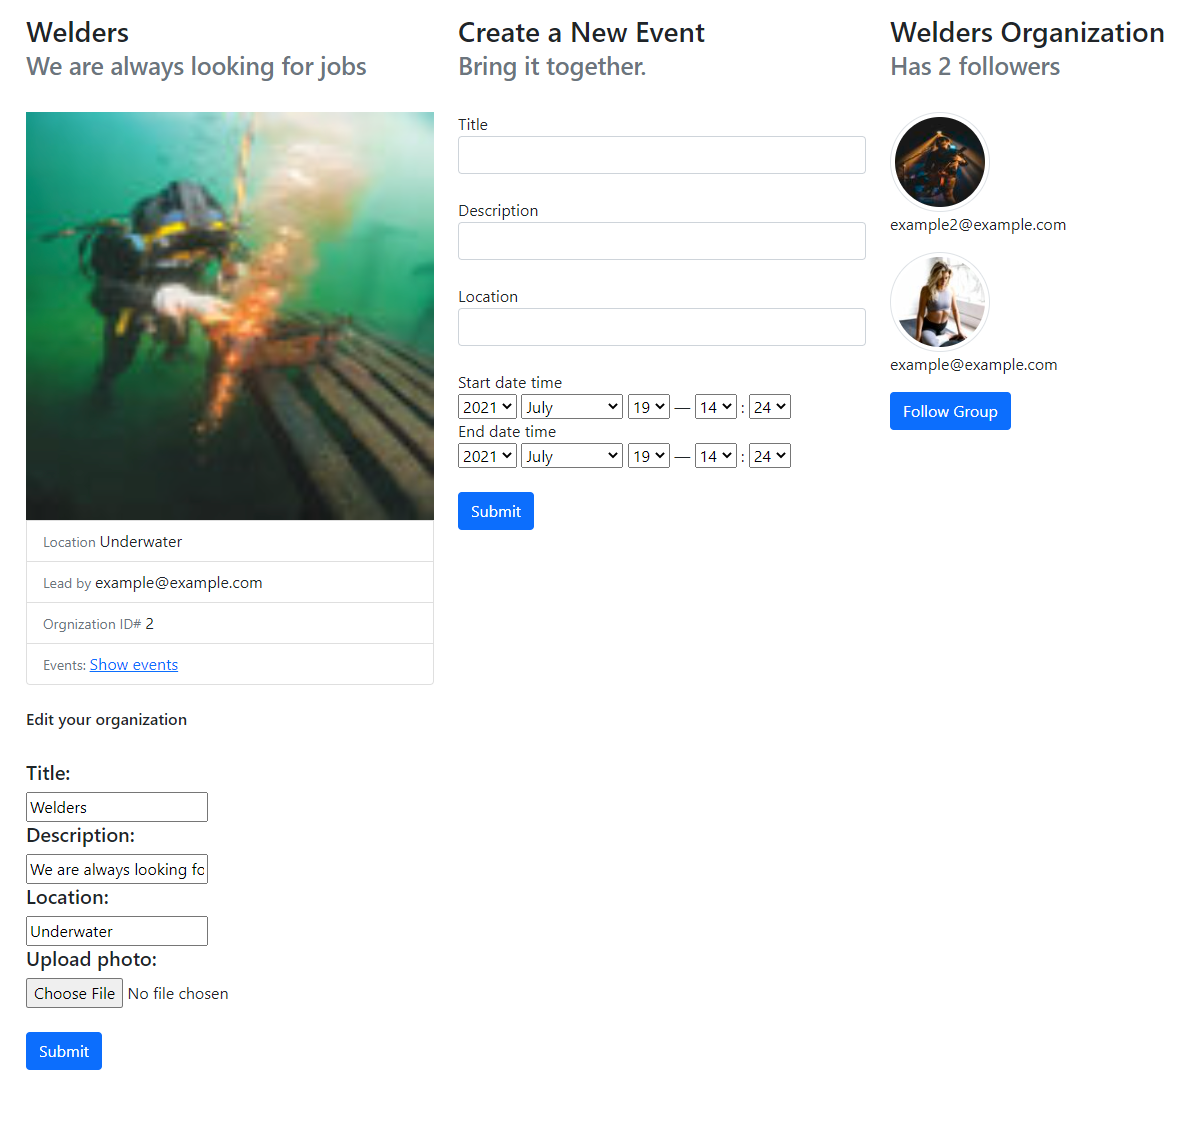 Welders
We are always looking for jobs
Location Underwater
Lead by example@example.com
Orgnization ID# 2
Events: Show events
Edit your organization
Title:
Welders
Description:
We are always looking fo
Location:
Underwater
Upload photo:
Choose File No file chosen
Submit
Create a New Event
Bring it together.
Title
Description
Location
Start date time
2021 July 19 — 14 : 24
End date time
2021 July 19 — 14 : 24
Submit
Welders Organization
Has 2 followers
example2@example.com
example@example.com
Follow Group